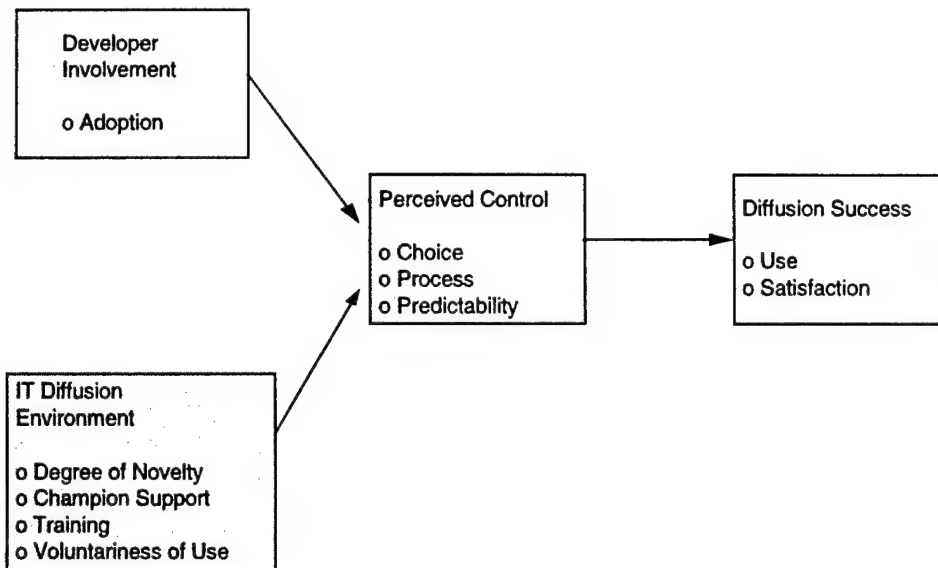 Developer
Involvement
o Adoption
Perceived Control
o Choice
o Process
o Predictability
Diffusion Success
o Use
o Satisfaction
IT Diffusion
Environment
o Degree of Novelty
o Champion Support
o Training
o Voluntariness of Use